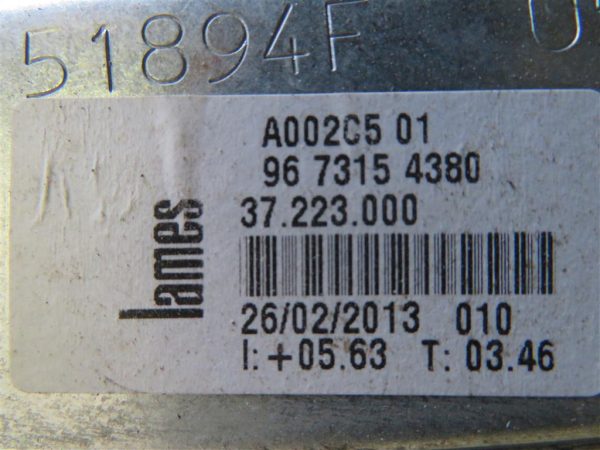 51894F
A002C5 01
96 7315 4380
37.223.000
lames
26/02/2013 010
I: +05.63 T: 03.46